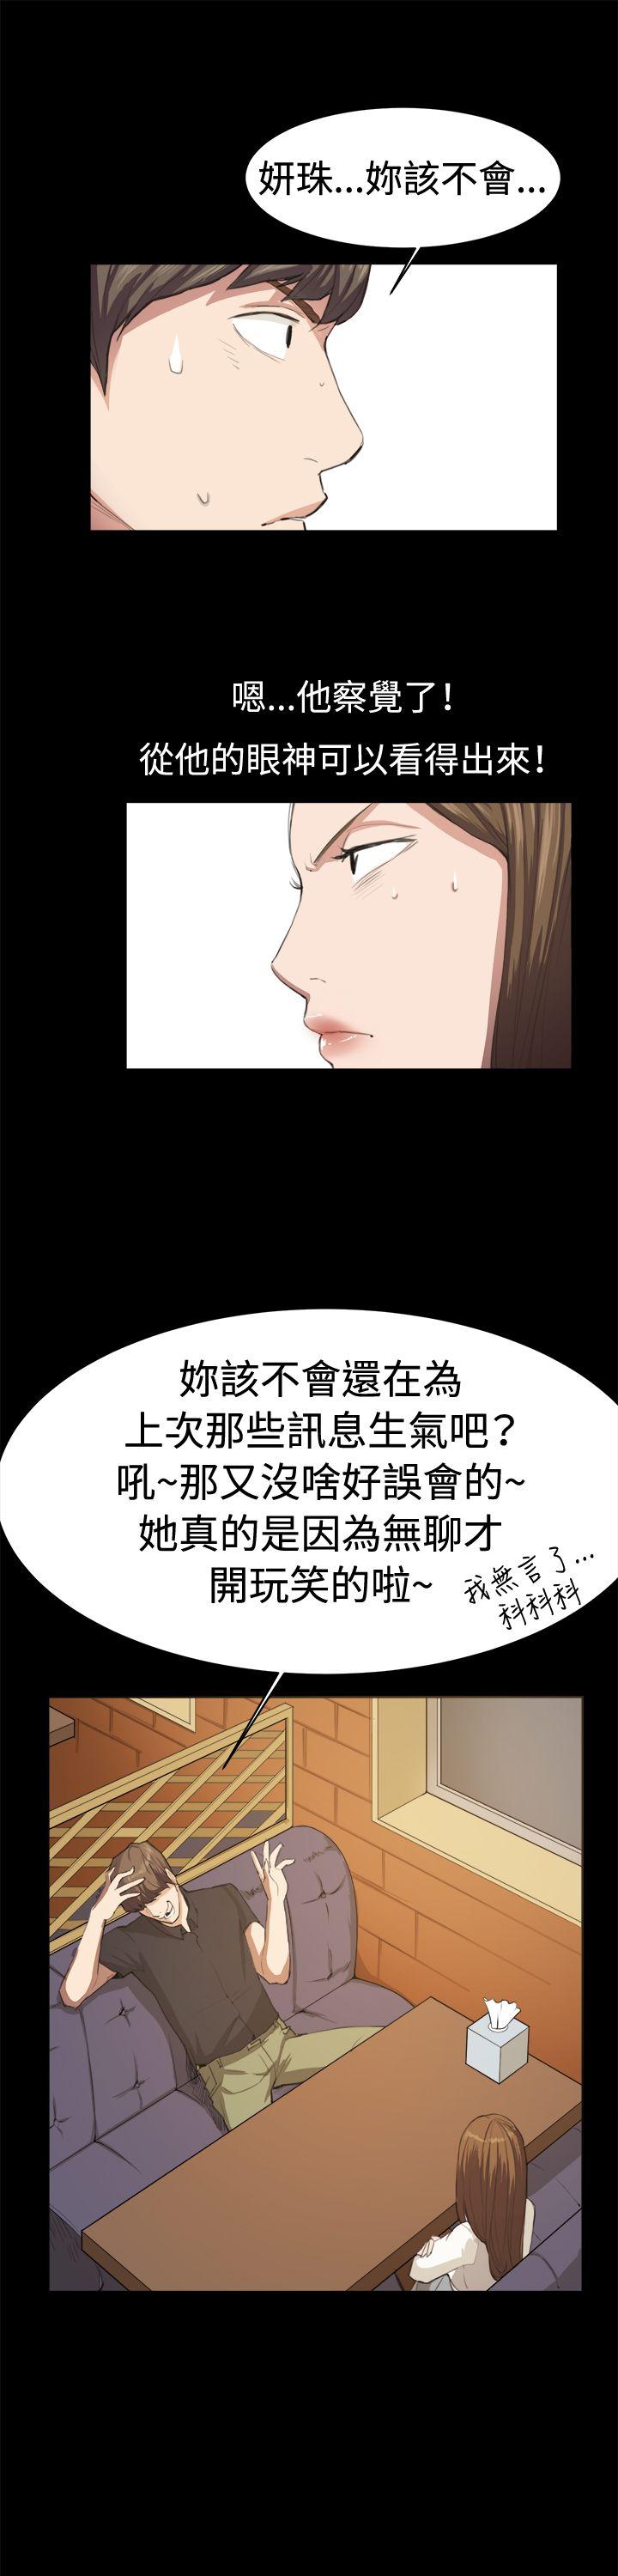 妍珠...妳該不會...
嗯...他察覺了!
從他的眼神可以看得出來!
妳該不會還在為
上次那些訊息生氣吧?
吼~那又沒啥好誤會的~
她真的是因為無聊才
開玩笑的啦~
我無言了...
科科科